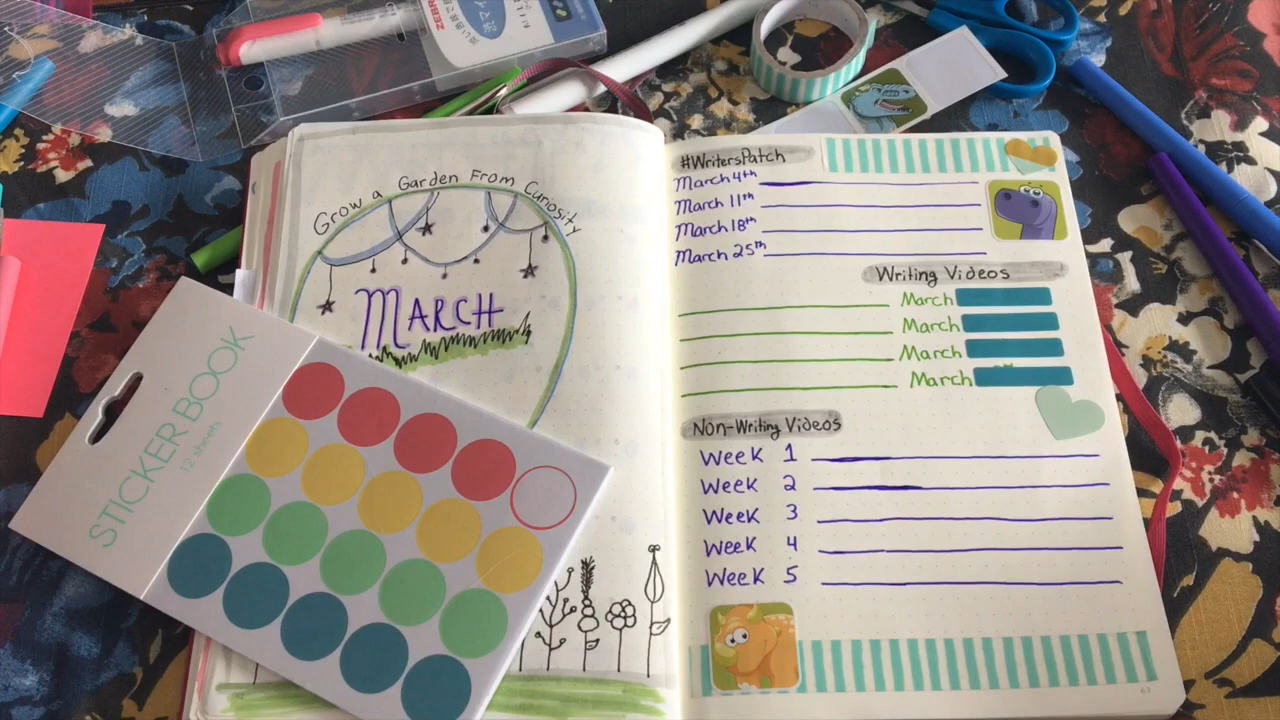 ZEBRA
Grow a Garden From Curiosity
MARCH
STICKER BOOK
12 sheets
#WritersPatch
March 4th
March 11th
March 18th
March 25th
Writing Videos
March
March
March
March
Non-Writing Videos
Week 1
Week 2
Week 3
Week 4
Week 5